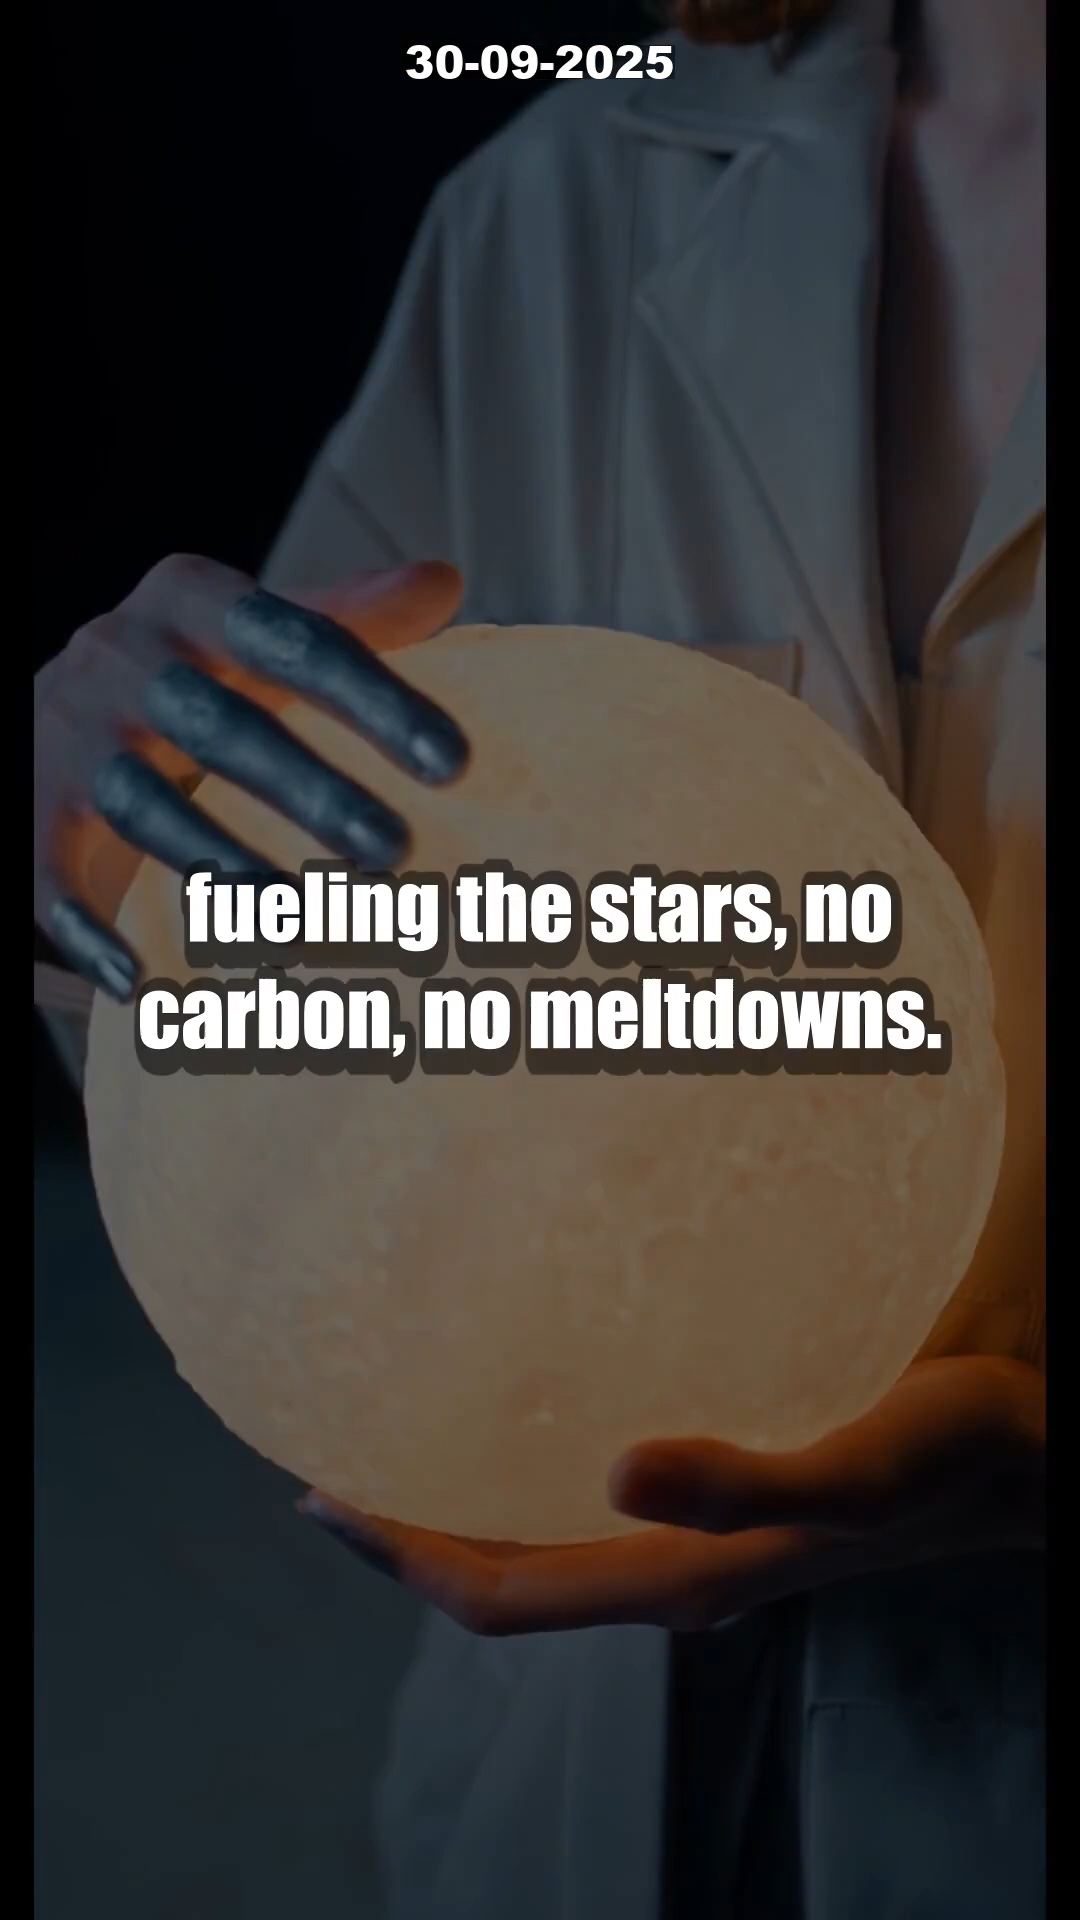 30-09-2025
fueling the stars, no
carbon, no meltdowns.